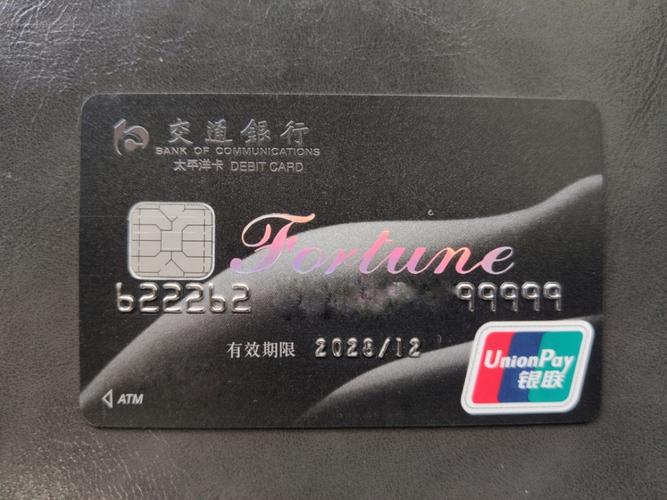 交通銀行
BANK OF COMMUNICATIONS
太平洋卡 DEBIT CARD
Fortune
622262 99999
有效期限 2028/12
ATM
UnionPay
银联